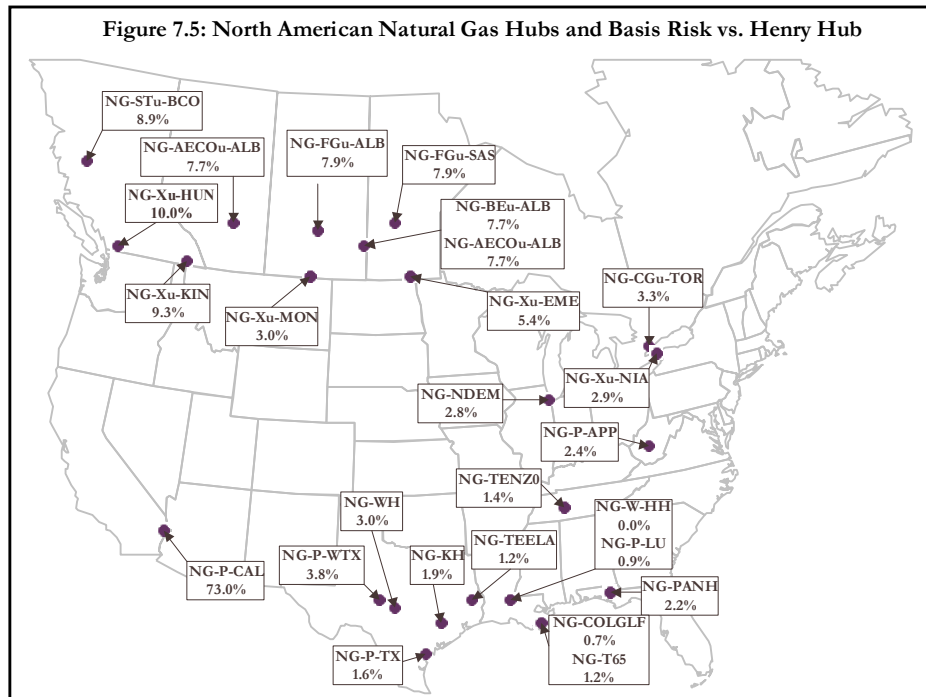 Figure 7.5: North American Natural Gas Hubs and Basis Risk vs. Henry Hub
NG-STu-BCO
8.9%
NG-AECOu-ALB
7.7%
NG-FGu-ALB
7.9%
NG-FGu-SAS
7.9%
NG-Xu-HUN
10.0%
NG-BEu-ALB
7.7%
NG-AECOu-ALB
7.7%
NG-CGu-TOR
3.3%
NG-Xu-KIN
9.3%
NG-Xu-MON
3.0%
NG-Xu-EME
5.4%
NG-Xu-NIA
2.9%
NG-NDEM
2.8%
NG-P-APP
2.4%
NG-TENZ0
1.4%
NG-WH
3.0%
NG-W-HH
0.0%
NG-P-LU
0.9%
NG-TEELA
1.2%
NG-KH
1.9%
NG-P-WTX
3.8%
NG-P-CAL
73.0%
NG-PANH
2.2%
NG-COLGLF
0.7%
NG-T65
1.2%
NG-P-TX
1.6%